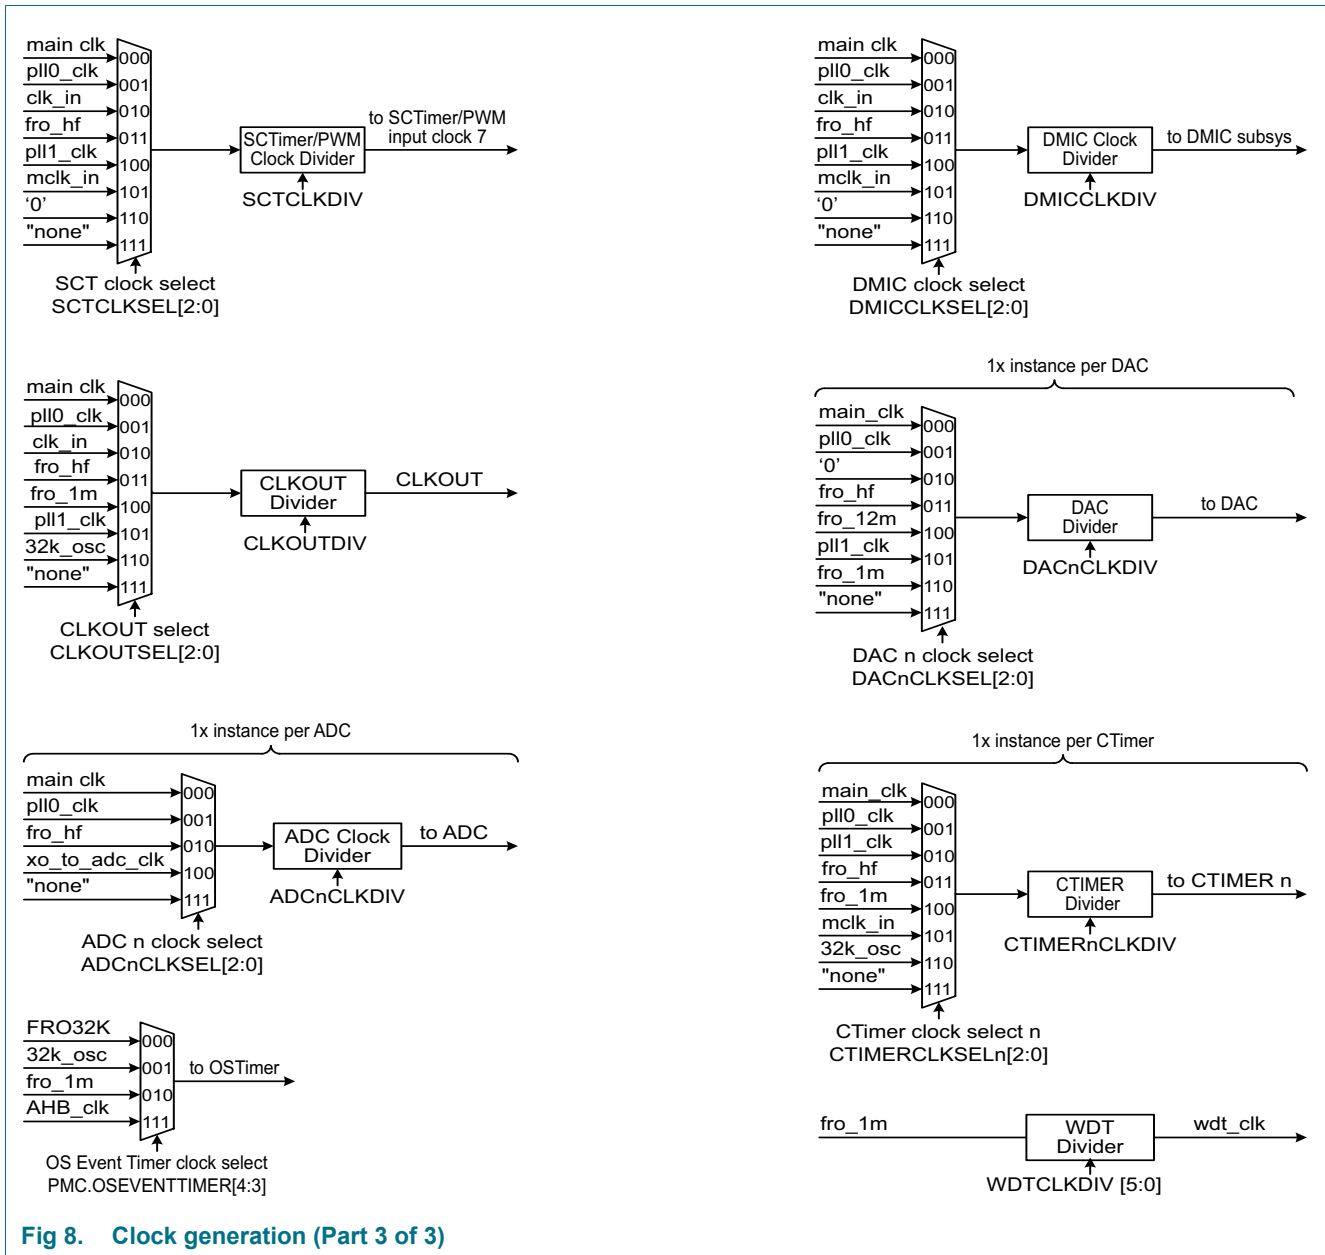 main clk
000
pll0_clk
001
clk_in
010
fro_hf
011
pll1_clk
100
mclk_in
101
‘0’
110
"none"
111
SCTimer/PWM
Clock Divider
SCTCLKDIV
to SCTimer/PWM
input clock 7
SCT clock select
SCTCLKSEL[2:0]
main clk
000
pll0_clk
001
clk_in
010
fro_hf
011
pll1_clk
100
mclk_in
101
‘0’
110
"none"
111
DMIC Clock
Divider
DMICCLKDIV
to DMIC subsys
DMIC clock select
DMICCLKSEL[2:0]
main clk
000
pll0_clk
001
clk_in
010
fro_hf
011
fro_1m
100
pll1_clk
101
32k_osc
110
"none"
111
CLKOUT
Divider
CLKOUTDIV
CLKOUT
CLKOUT select
CLKOUTSEL[2:0]
1x instance per DAC
main_clk
000
pll0_clk
001
‘0’
010
fro_hf
011
fro_12m
100
pll1_clk
101
fro_1m
110
"none"
111
DAC
Divider
DACnCLKDIV
to DAC
DAC n clock select
DACnCLKSEL[2:0]
1x instance per ADC
main clk
000
pll0_clk
001
fro_hf
010
xo_to_adc_clk
100
"none"
111
ADC Clock
Divider
ADCnCLKDIV
to ADC
ADC n clock select
ADCnCLKSEL[2:0]
1x instance per CTimer
main_clk
000
pll0_clk
001
pll1_clk
010
fro_hf
011
fro_1m
100
mclk_in
101
32k_osc
110
"none"
111
CTIMER
Divider
CTIMERnCLKDIV
to CTIMER n
CTimer clock select n
CTIMERCLKSELn[2:0]
FRO32K
000
32k_osc
001
fro_1m
010
AHB_clk
111
to OSTimer
OS Event Timer clock select
PMC.OSEVENTTIMER[4:3]
fro_1m
WDT
Divider
wdt_clk
WDTCLKDIV [5:0]
Fig 8. Clock generation (Part 3 of 3)